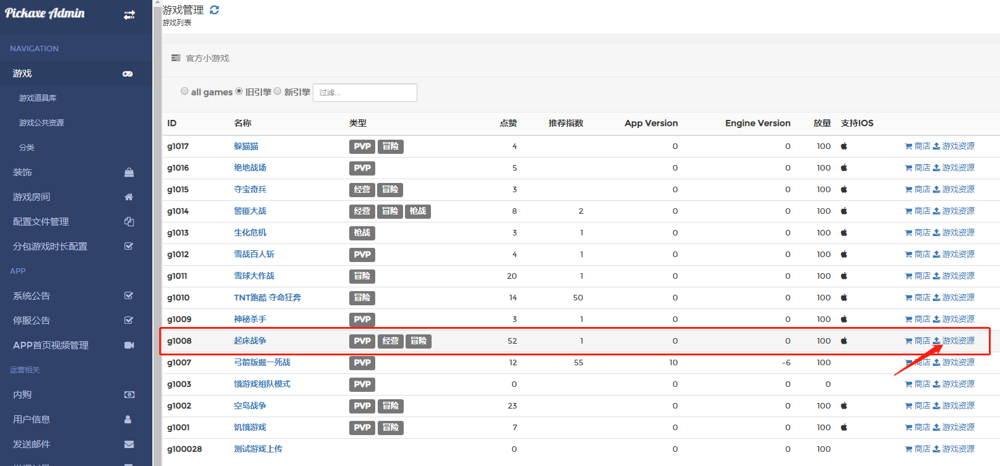 Pickaxe Admin
NAVIGATION
游戏
游戏道具库
游戏公共资源
分类
装饰
游戏房间
配置文件管理
分包游戏时长配置
APP
系统公告
停服公告
APP首页视频管理
运营相关
内购
用户信息
发送邮件
游戏管理
游戏列表
官方小游戏
all games 旧引擎 新引擎 过滤...
ID 名称 类型 点赞 推荐指数 App Version Engine Version 放量 支持IOS
g1017 躲猫猫 PVP 冒险 4 0 0 100 商店 游戏资源
g1016 绝地战场 PVP 5 0 0 100 商店 游戏资源
g1015 夺宝奇兵 经营 冒险 3 0 0 100 商店 游戏资源
g1014 警匪大战 经营 冒险 枪战 8 2 0 0 100 商店 游戏资源
g1013 生化危机 枪战 3 1 0 0 100 商店 游戏资源
g1012 雪战百人斩 PVP 4 1 0 0 100 商店 游戏资源
g1011 雪球大作战 冒险 20 1 0 0 100 商店 游戏资源
g1010 TNT跑酷 夺命狂奔 冒险 14 50 0 0 100 商店 游戏资源
g1009 神秘杀手 PVP 3 1 0 0 100 商店 游戏资源
g1008 起床战争 PVP 经营 冒险 52 1 0 0 100 商店 游戏资源
g1007 弓箭版掘一死战 PVP 12 55 10 -6 100 商店 游戏资源
g1003 饿游戏组队模式 PVP 0 0 0 0 商店 游戏资源
g1002 空岛战争 PVP 冒险 23 0 0 100 商店 游戏资源
g1001 饥饿游戏 PVP 冒险 7 0 0 100 商店 游戏资源
g100028 测试游戏上传 0 0 0 100 商店 游戏资源